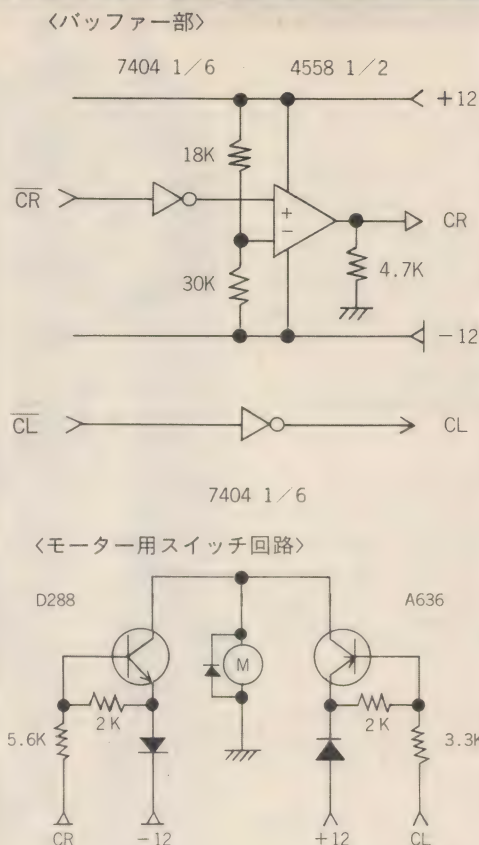 〈バッファー部〉
7404 1／6
4558 1／2
+12
18K
CR
+
−
CR
30K
4.7K
−12
CL
CL
7404 1／6
〈モーター用スイッチ回路〉
D288
A636
M
2K
2K
5.6K
3.3K
CR
−12
+12
CL